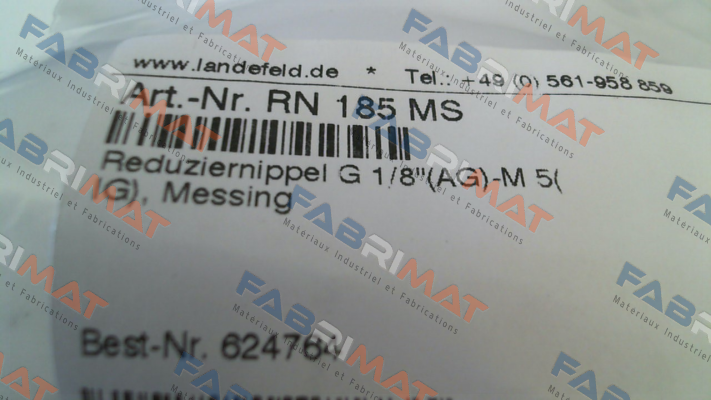 www.landefeld.de * Tel.: +49 (0) 561-958 859
Art.-Nr. RN 185 MS
Reduziernippel G 1/8"(AG)-M 5(
IG), Messing
Best-Nr. 624764
FABRIMAT
Matériaux Industriel et Fabrications